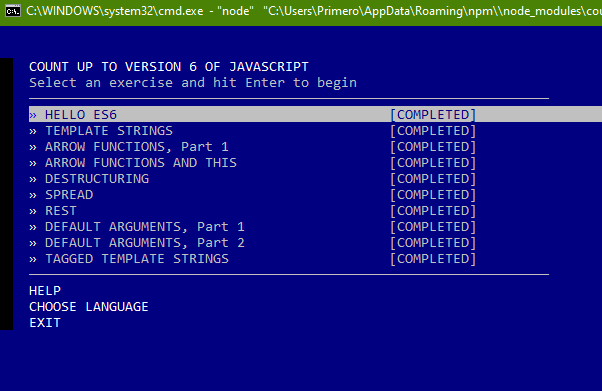 C:\WINDOWS\system32\cmd.exe - "node" "C:\Users\Primero\AppData\Roaming\npm\\node_modules\cou
COUNT UP TO VERSION 6 OF JAVASCRIPT
Select an exercise and hit Enter to begin
» HELLO ES6 [COMPLETED]
» TEMPLATE STRINGS [COMPLETED]
» ARROW FUNCTIONS, Part 1 [COMPLETED]
» ARROW FUNCTIONS AND THIS [COMPLETED]
» DESTRUCTURING [COMPLETED]
» SPREAD [COMPLETED]
» REST [COMPLETED]
» DEFAULT ARGUMENTS, Part 1 [COMPLETED]
» DEFAULT ARGUMENTS, Part 2 [COMPLETED]
» TAGGED TEMPLATE STRINGS [COMPLETED]
HELP
CHOOSE LANGUAGE
EXIT